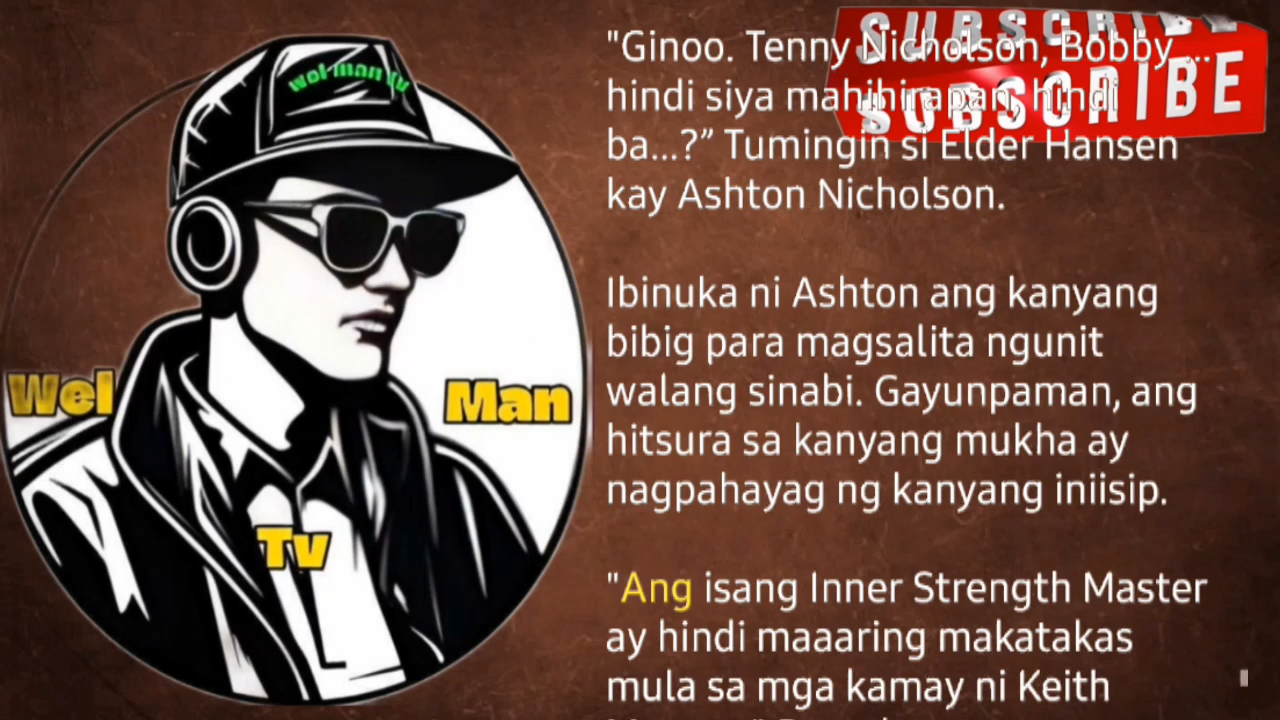 wel man tv
Wel
Man
Tv
SUBSCRIBE
SUBSCRIBE
"Ginoo. Tenny Nicholson, Bobby ...
hindi siya mahihirapan, hindi
ba...?” Tumingin si Elder Hansen
kay Ashton Nicholson.
Ibinuka ni Ashton ang kanyang
bibig para magsalita ngunit
walang sinabi. Gayunpaman, ang
hitsura sa kanyang mukha ay
nagpahayag ng kanyang iniisip.
"Ang isang Inner Strength Master
ay hindi maaaring makatakas
mula sa mga kamay ni Keith